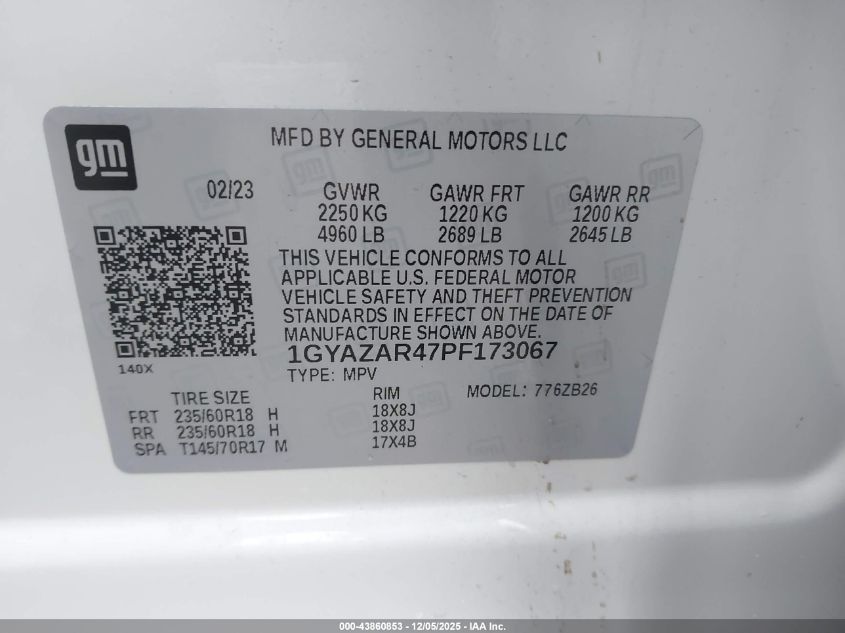 gm
MFD BY GENERAL MOTORS LLC
02/23
GVWR GAWR FRT GAWR RR
2250 KG 1220 KG 1200 KG
4960 LB 2689 LB 2645 LB
THIS VEHICLE CONFORMS TO ALL
APPLICABLE U.S. FEDERAL MOTOR
VEHICLE SAFETY AND THEFT PREVENTION
STANDARDS IN EFFECT ON THE DATE OF
MANUFACTURE SHOWN ABOVE.
1GYAZAR47PF173067
140X
TYPE: MPV
TIRE SIZE RIM MODEL: 776ZB26
FRT 235/60R18 H 18X8J
RR 235/60R18 H 18X8J
SPA T145/70R17 M 17X4B
000-43860853 - 12/05/2025 - IAA Inc.